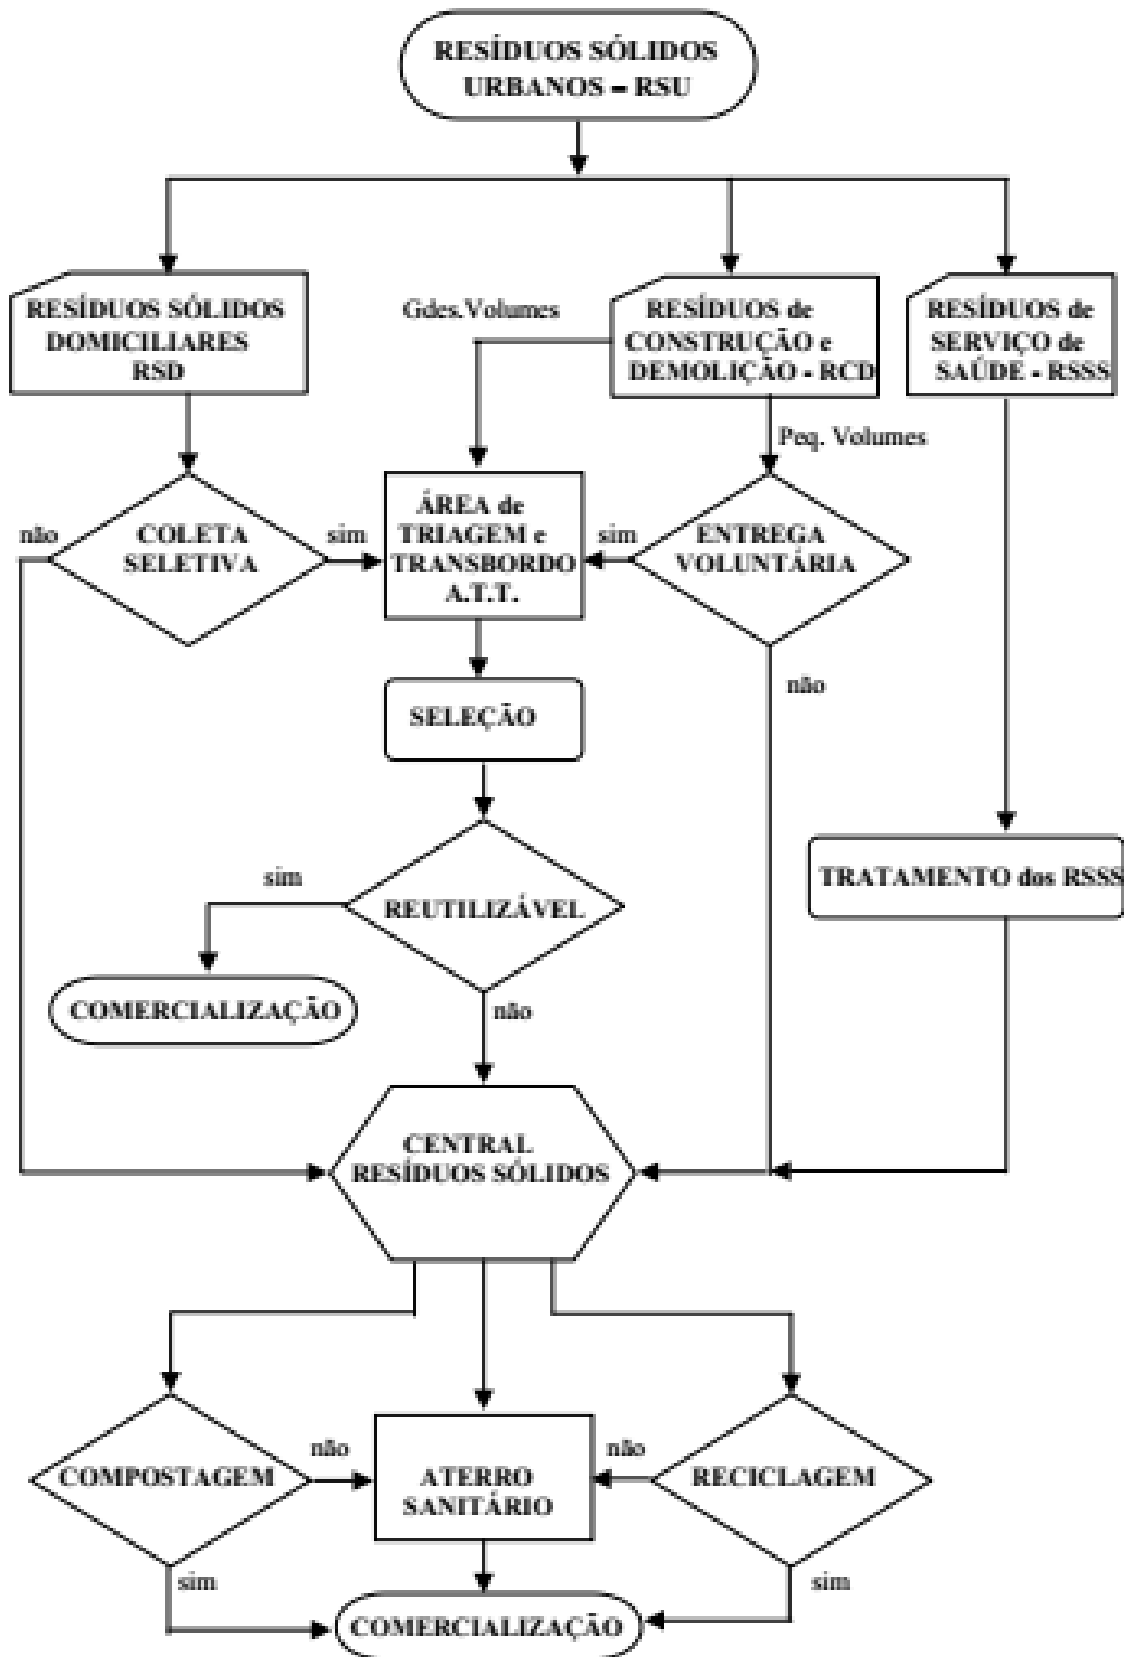 RESÍDUOS SÓLIDOS
URBANOS – RSU
RESÍDUOS SÓLIDOS
DOMICILIARES
RSD
Gdes.Volumes
RESÍDUOS de
CONSTRUÇÃO e
DEMOLIÇÃO - RCD
RESÍDUOS de
SERVIÇO de
SAÚDE - RSSS
Peq. Volumes
não
COLETA
SELETIVA
sim
ÁREA de
TRIAGEM e
TRANSBORDO
A.T.T.
sim
ENTREGA
VOLUNTÁRIA
não
SELEÇÃO
sim
REUTILIZÁVEL
TRATAMENTO dos RSSS
COMERCIALIZAÇÃO
não
CENTRAL
RESÍDUOS SÓLIDOS
COMPOSTAGEM
não
ATERRO
SANITÁRIO
não
RECICLAGEM
sim
sim
COMERCIALIZAÇÃO